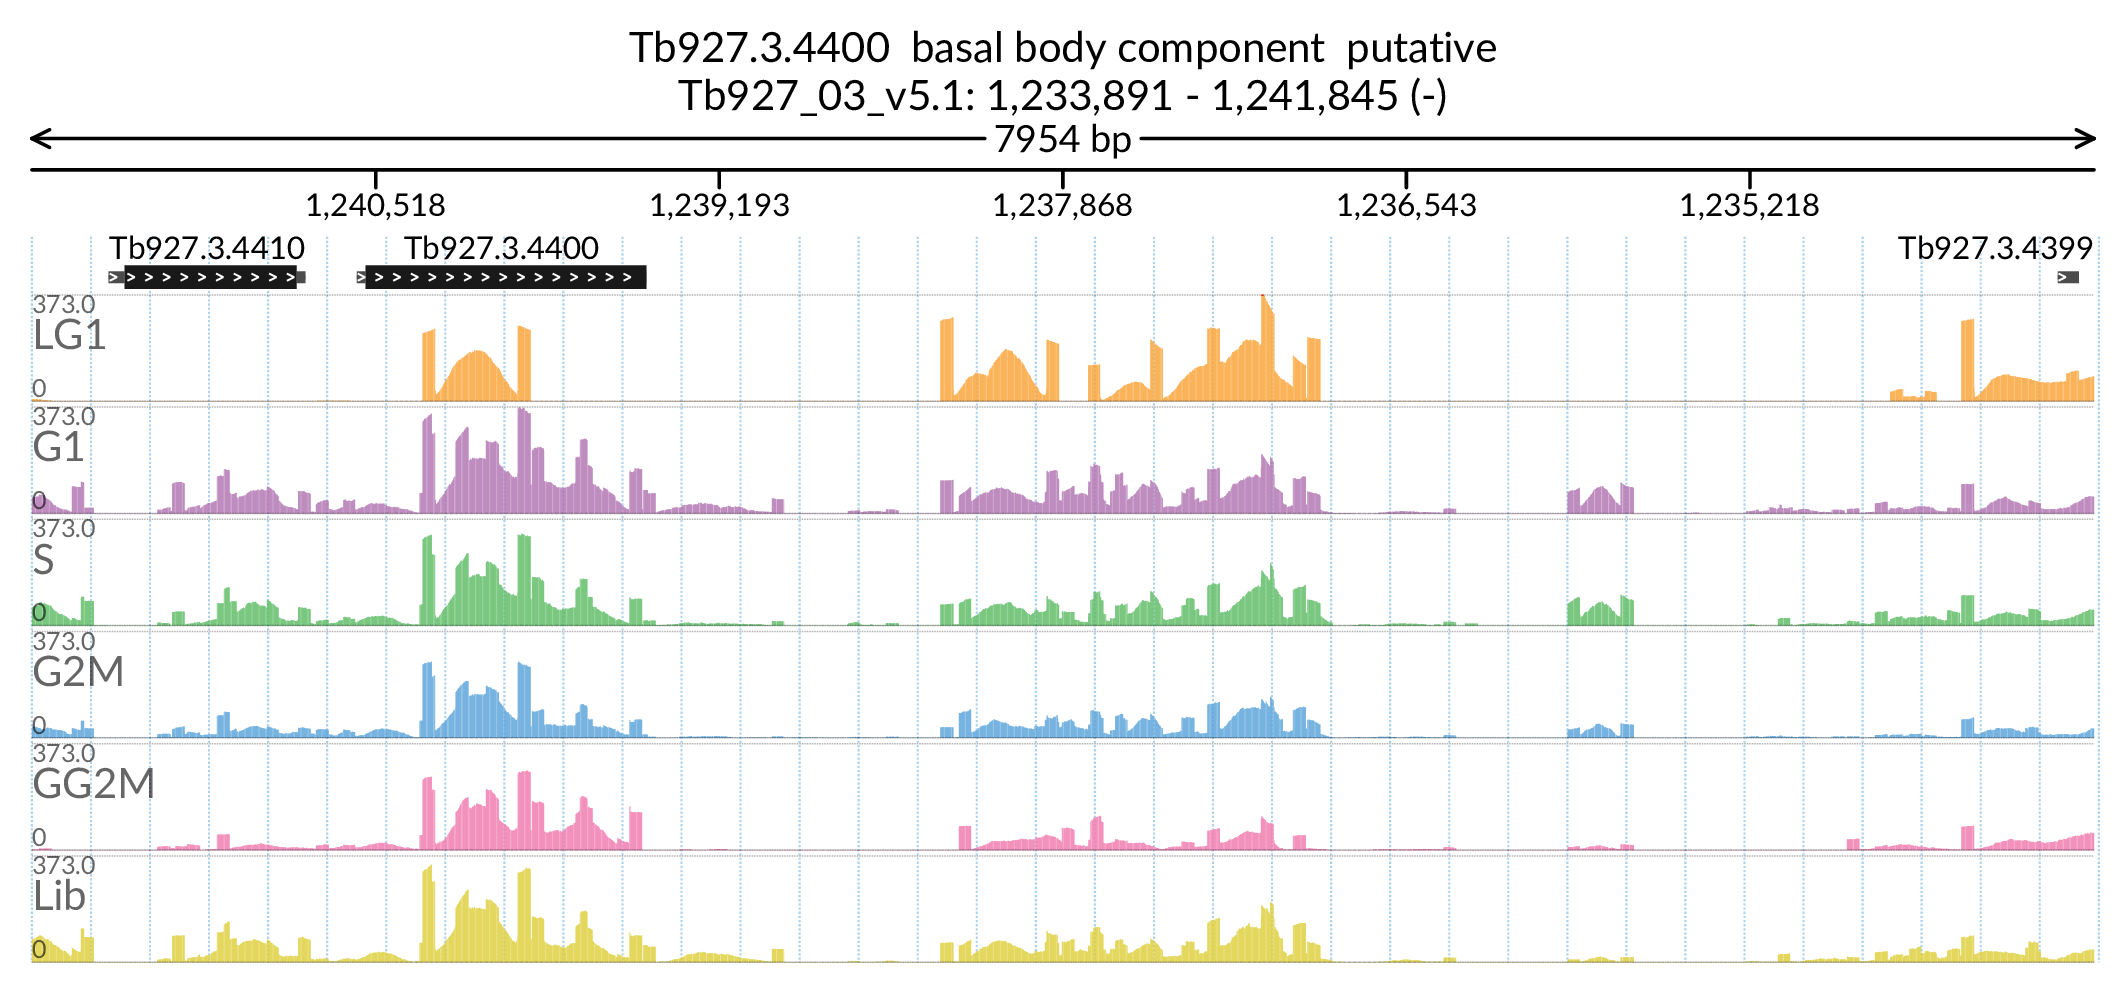 Tb927.3.4400  basal body component  putative
Tb927_03_v5.1: 1,233,891 - 1,241,845 (-)
7954 bp
1,240,518 1,239,193 1,237,868 1,236,543 1,235,218
Tb927.3.4410 Tb927.3.4400 Tb927.3.4399
373.0
LG1
0
373.0
G1
0
373.0
S
0
373.0
G2M
0
373.0
GG2M
0
373.0
Lib
0